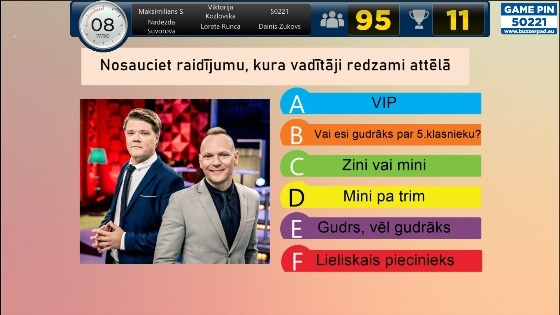 08
17/50
Maksimilians S.
Nadezda
Suvorova
Viktorija
Kozlovska
Loreta Runca
50221
Dainis Zukovs
95
11
GAME PIN
50221
www.buzzerpad.eu
Nosauciet raidījumu, kura vadītāji redzami attēlā
A VIP
B Vai esi gudrāks par 5.klasnieku?
C Zini vai mini
D Mini pa trim
E Gudrs, vēl gudrāks
F Lieliskais piecinieks